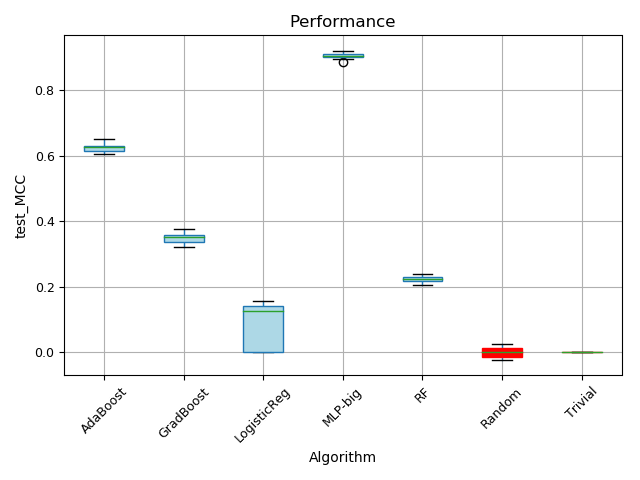 Performance
test_MCC
0.8
0.6
0.4
0.2
0.0
AdaBoost
GradBoost
LogisticReg
MLP-big
RF
Random
Trivial
Algorithm